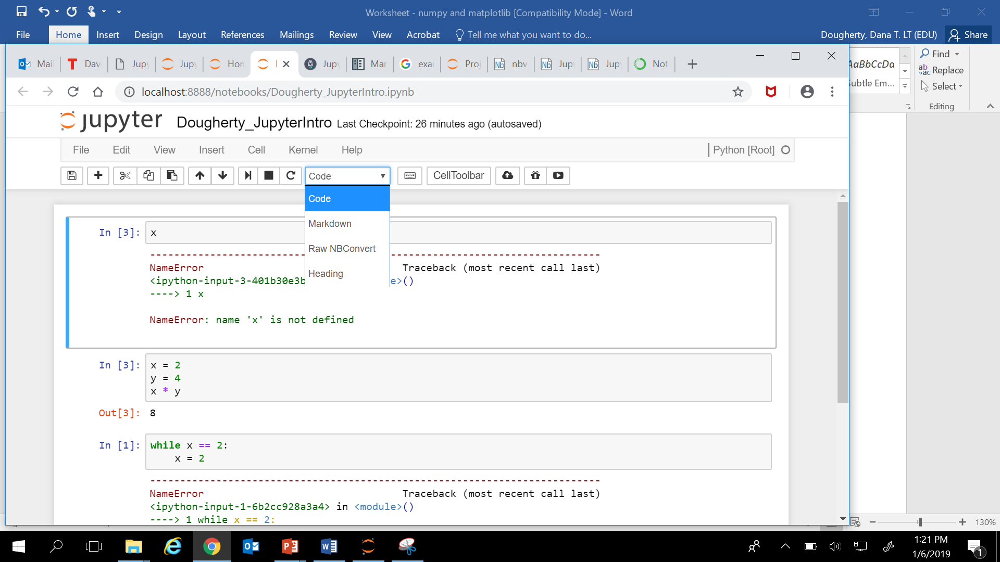 Worksheet - numpy and matplotlib [Compatibility Mode] - Word
File Home Insert Design Layout References Mailings Review View Acrobat Tell me what you want to do... Dougherty, Dana T. LT (EDU) Share
Mai Dav Jupy Jupy Hon Jupy Mar exa Proj nbv Jupy Jupy Not
AaBbCcDd Find
Replace
Subtle Em... Select
Editing
localhost:8888/notebooks/Dougherty_JupyterIntro.ipynb
jupyter Dougherty_JupyterIntro Last Checkpoint: 26 minutes ago (autosaved)
File Edit View Insert Cell Kernel Help Python [Root]
Code CellToolbar
Code
Markdown
Raw NBConvert
Heading
In [3]: x
---------------------------------------------------------------------------
NameError Traceback (most recent call last)
<ipython-input-3-401b30e3b e>()
----> 1 x
NameError: name 'x' is not defined
In [3]: x = 2
y = 4
x * y
Out[3]: 8
In [1]: while x == 2:
x = 2
---------------------------------------------------------------------------
NameError Traceback (most recent call last)
<ipython-input-1-6b2cc928a3a4> in <module>()
----> 1 while x == 2:
130%
1:21 PM
1/6/2019
1